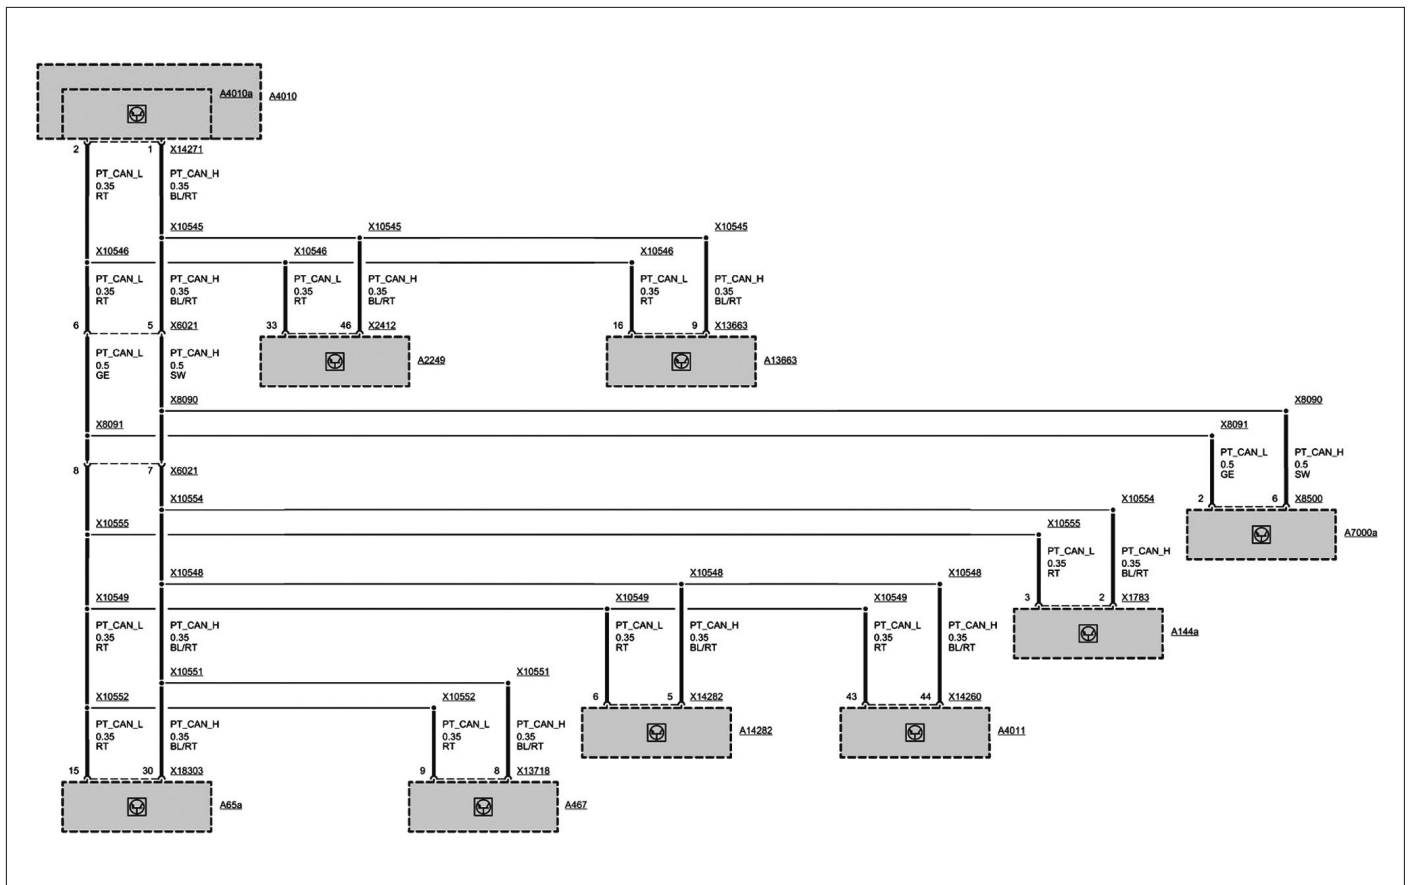 A4010a
A4010
2 1 X14271
PT_CAN_L PT_CAN_H
0.35 0.35
RT BL/RT
X10545 X10545 X10545
X10546 X10546 X10546
PT_CAN_L PT_CAN_H PT_CAN_L PT_CAN_H PT_CAN_L PT_CAN_H
0.35 0.35 0.35 0.35 0.35 0.35
RT BL/RT RT BL/RT RT BL/RT
6 5 X6021 33 46 X2412 16 9 X13663
PT_CAN_L PT_CAN_H
0.5 0.5
GE SW
A2249 A13663
X8090 X8090
X8091 X8091
PT_CAN_L PT_CAN_H
0.5 0.5
GE SW
8 7 X6021
2 6 X8500
X10554 X10554
X10555 X10555
A7000a
PT_CAN_L PT_CAN_H
0.35 0.35
RT BL/RT
X10548 X10548 X10548
3 2 X1783
X10549 X10549 X10549
PT_CAN_L PT_CAN_H PT_CAN_L PT_CAN_H PT_CAN_L PT_CAN_H
0.35 0.35 0.35 0.35 0.35 0.35
RT BL/RT RT BL/RT RT BL/RT
A144a
X10551 X10551
X10552 X10552
6 5 X14282 43 44 X14260
PT_CAN_L PT_CAN_H PT_CAN_L PT_CAN_H
0.35 0.35 0.35 0.35
RT BL/RT RT BL/RT
A14282 A4011
15 30 X18303 9 8 X13718
A65a A467